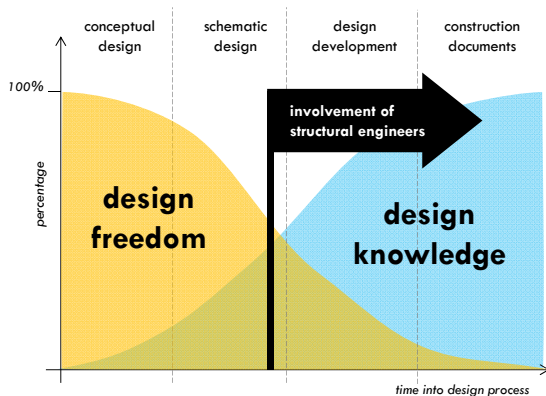 conceptual
design
schematic
design
design
development
construction
documents
100%
percentage
involvement of
structural engineers
design
freedom
design
knowledge
time into design process